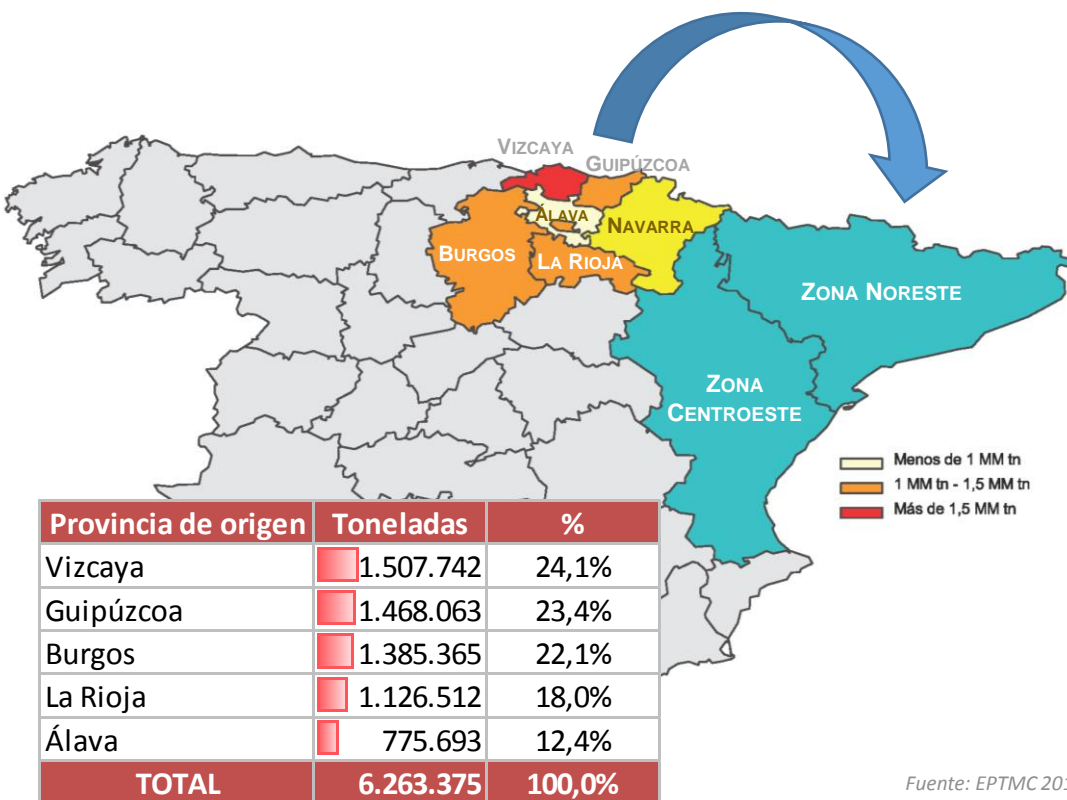 VIZCAYA
GUIPÚZCOA
ÁLAVA
NAVARRA
BURGOS
LA RIOJA
ZONA NORESTE
ZONA
CENTROESTE
Menos de 1 MM tn
1 MM tn - 1,5 MM tn
Más de 1,5 MM tn
Provincia de origen Toneladas %
Vizcaya 1.507.742 24,1%
Guipúzcoa 1.468.063 23,4%
Burgos 1.385.365 22,1%
La Rioja 1.126.512 18,0%
Álava 775.693 12,4%
TOTAL 6.263.375 100,0%
Fuente: EPTMC